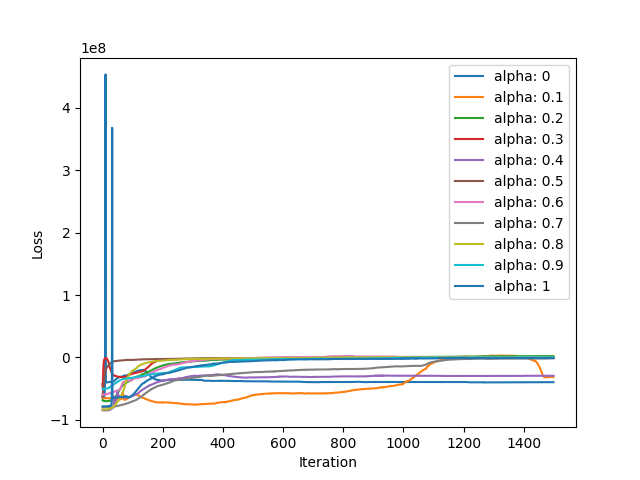 1e8
4
3
2
1
0
−1
0
200
400
600
800
1000
1200
1400
Loss
Iteration
alpha: 0
alpha: 0.1
alpha: 0.2
alpha: 0.3
alpha: 0.4
alpha: 0.5
alpha: 0.6
alpha: 0.7
alpha: 0.8
alpha: 0.9
alpha: 1